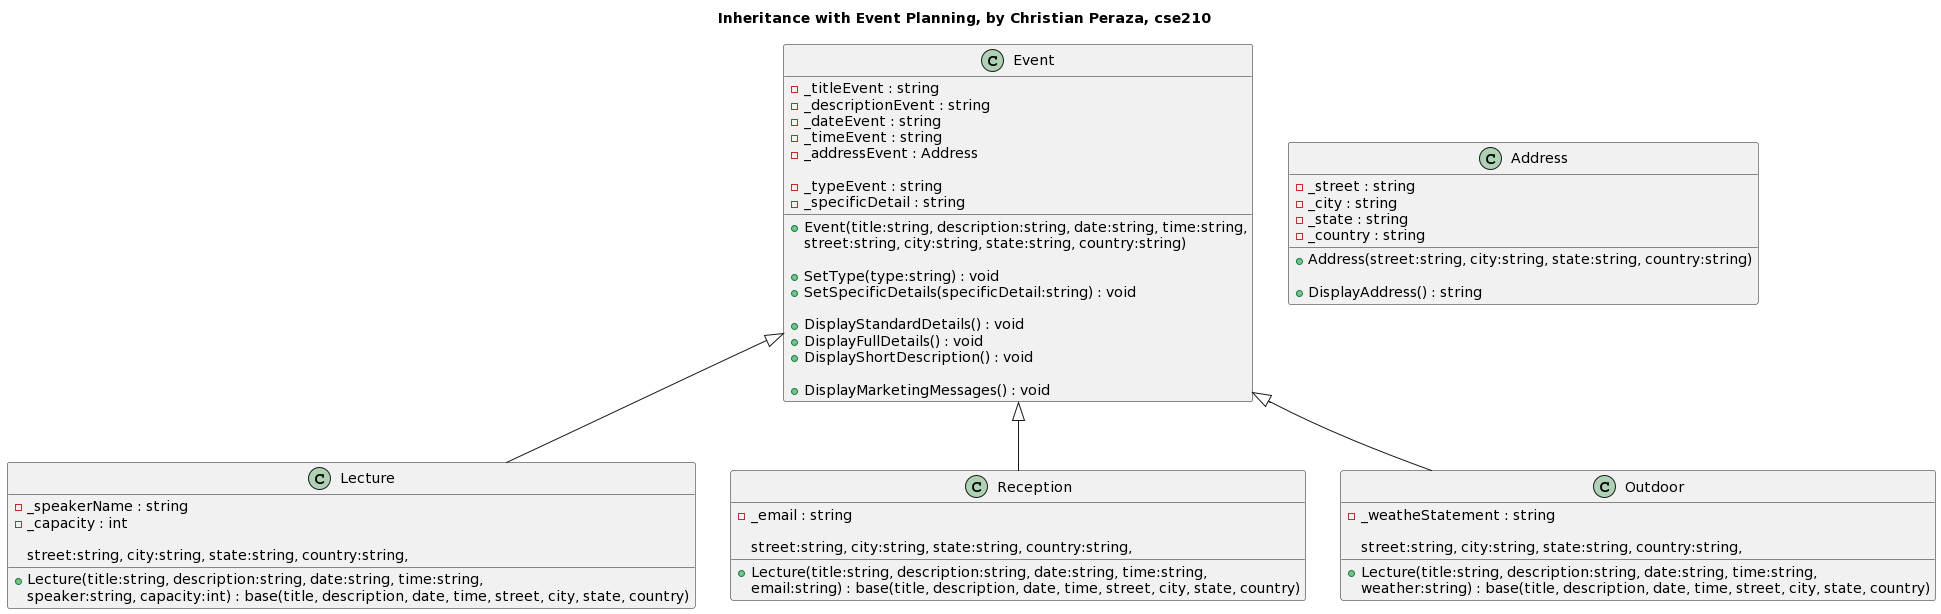 Inheritance with Event Planning, by Christian Peraza, cse210
C Event
_titleEvent : string
_descriptionEvent : string
_dateEvent : string
_timeEvent : string
_addressEvent : Address
_typeEvent : string
_specificDetail : string
Event(title:string, description:string, date:string, time:string,
street:string, city:string, state:string, country:string)
SetType(type:string) : void
SetSpecificDetails(specificDetail:string) : void
DisplayStandardDetails() : void
DisplayFullDetails() : void
DisplayShortDescription() : void
DisplayMarketingMessages() : void
C Address
_street : string
_city : string
_state : string
_country : string
Address(street:string, city:string, state:string, country:string)
DisplayAddress() : string
C Lecture
_speakerName : string
_capacity : int
street:string, city:string, state:string, country:string,
Lecture(title:string, description:string, date:string, time:string,
speaker:string, capacity:int) : base(title, description, date, time, street, city, state, country)
C Reception
_email : string
street:string, city:string, state:string, country:string,
Lecture(title:string, description:string, date:string, time:string,
email:string) : base(title, description, date, time, street, city, state, country)
C Outdoor
_weatheStatement : string
street:string, city:string, state:string, country:string,
Lecture(title:string, description:string, date:string, time:string,
weather:string) : base(title, description, date, time, street, city, state, country)